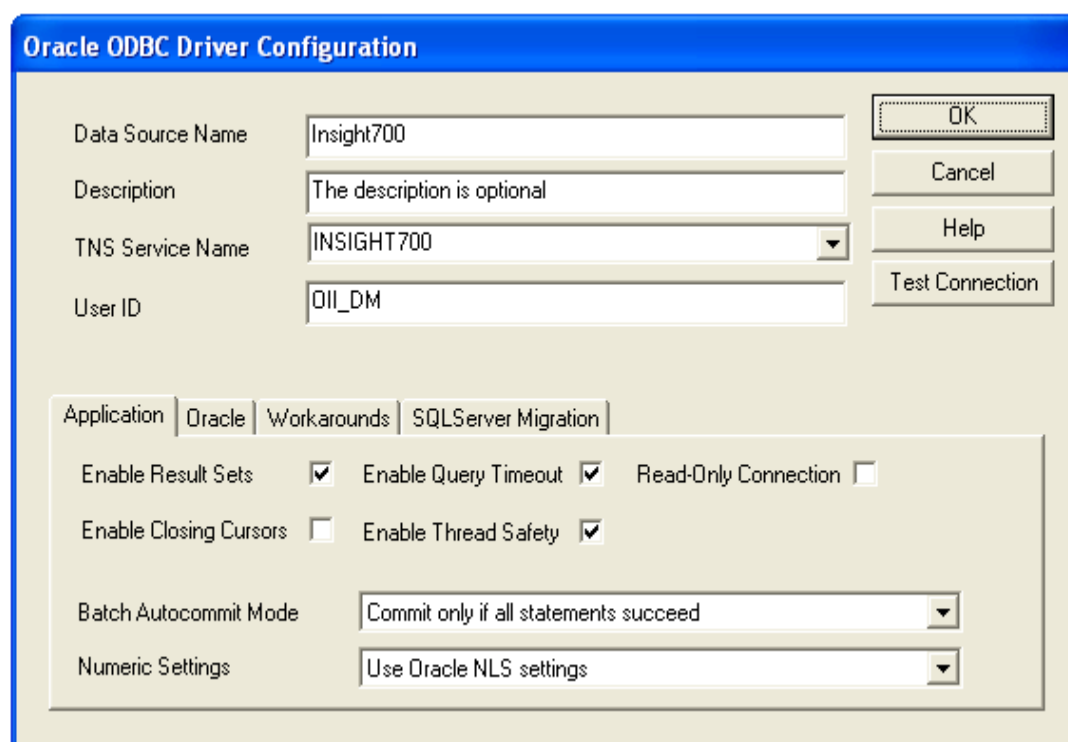 Oracle ODBC Driver Configuration
Data Source Name Insight700 OK
Description The description is optional Cancel
TNS Service Name INSIGHT700 Help
User ID OII_DM Test Connection
Application Oracle Workarounds SQLServer Migration
Enable Result Sets Enable Query Timeout Read-Only Connection
Enable Closing Cursors Enable Thread Safety
Batch Autocommit Mode Commit only if all statements succeed
Numeric Settings Use Oracle NLS settings